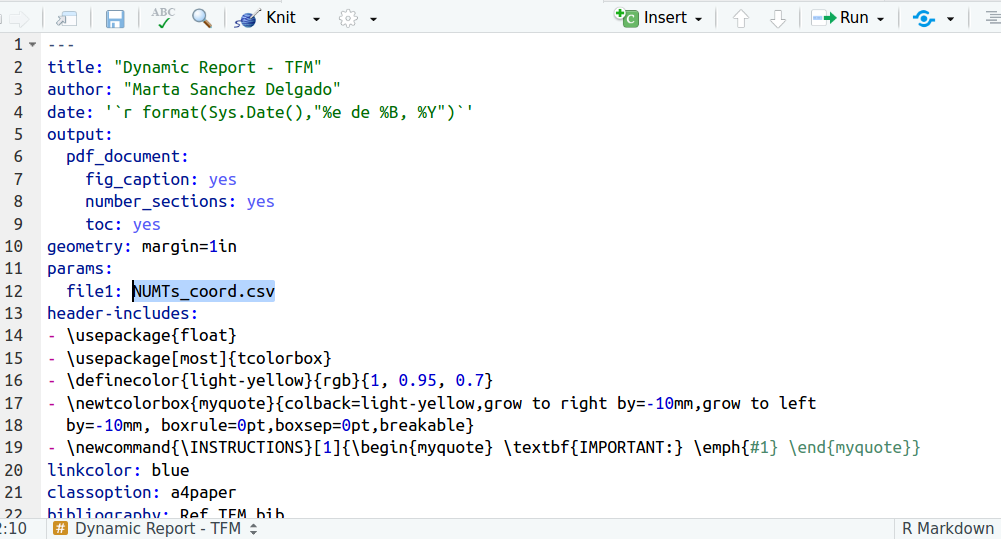 ABC Knit Insert Run
1 ---
2 title: "Dynamic Report - TFM"
3 author: "Marta Sanchez Delgado"
4 date: '`r format(Sys.Date(),"%e de %B, %Y")`'
5 output:
6   pdf_document:
7     fig_caption: yes
8     number_sections: yes
9     toc: yes
10 geometry: margin=1in
11 params:
12   file1: NUMTs_coord.csv
13 header-includes:
14 - \usepackage{float}
15 - \usepackage[most]{tcolorbox}
16 - \definecolor{light-yellow}{rgb}{1, 0.95, 0.7}
17 - \newtcolorbox{myquote}{colback=light-yellow,grow to right by=-10mm,grow to left
18   by=-10mm, boxrule=0pt,boxsep=0pt,breakable}
19 - \newcommand{\INSTRUCTIONS}[1]{\begin{myquote} \textbf{IMPORTANT:} \emph{#1} \end{myquote}}
20 linkcolor: blue
21 classoption: a4paper
22 bibliography: Ref_TFM.bib
:10 # Dynamic Report - TFM R Markdown